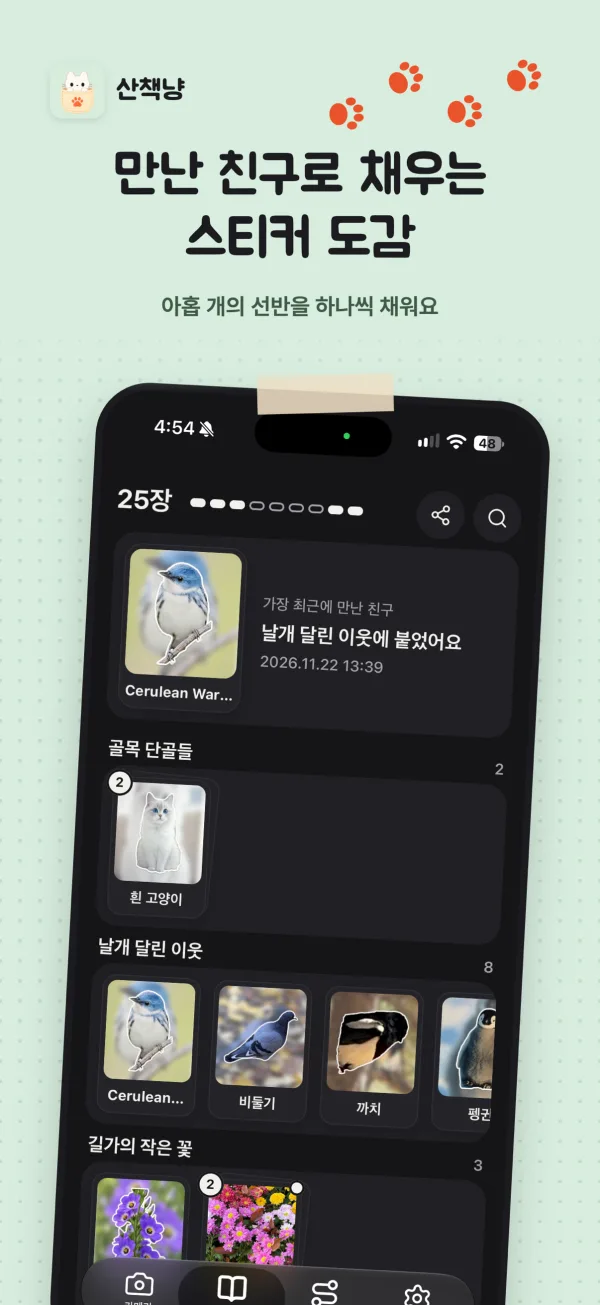 산책냥
만난 친구로 채우는
스티커 도감
아홉 개의 선반을 하나씩 채워요
4:54
48
25장
가장 최근에 만난 친구
날개 달린 이웃에 붙었어요
2026.11.22 13:39
Cerulean War...
골목 단골들
2
2
흰 고양이
날개 달린 이웃
8
Cerulean...
비둘기
까치
길가의 작은 꽃
3
2